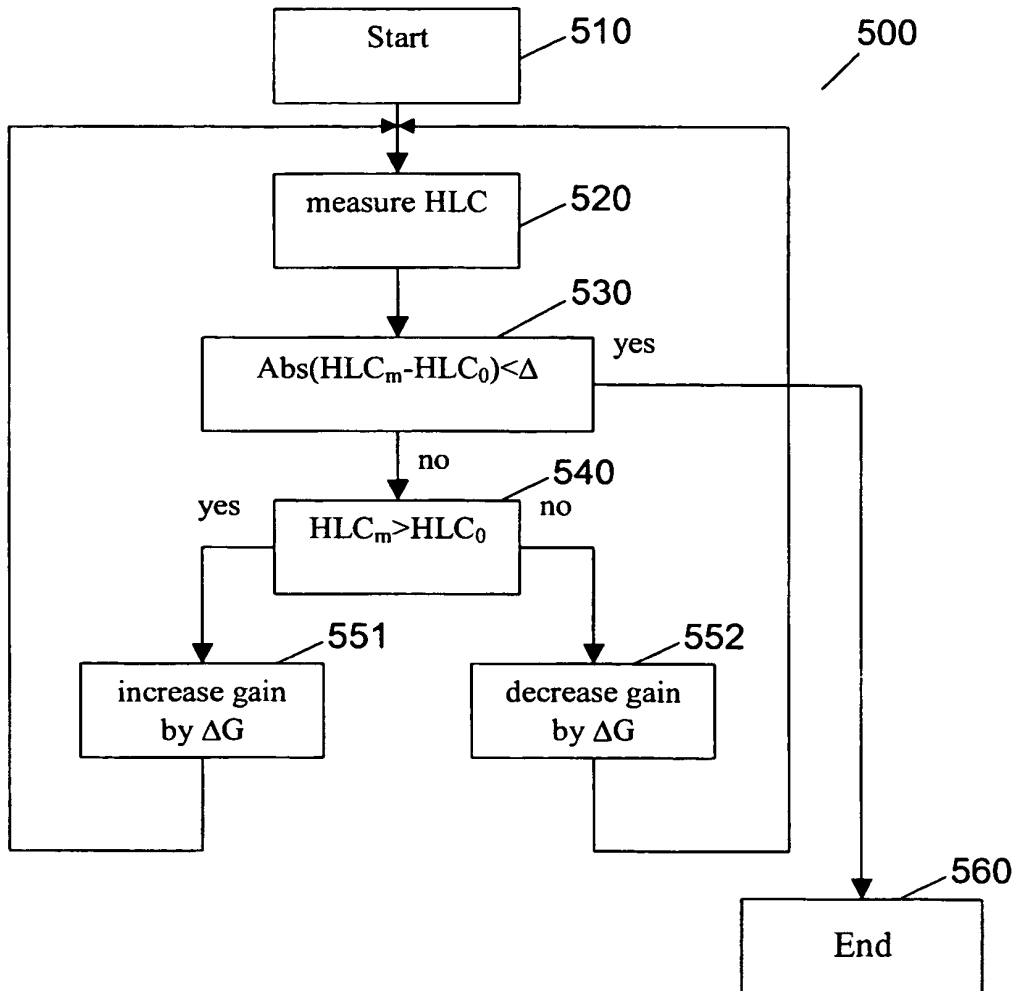 Start
510
500
measure HLC
520
530
Abs(HLCm-HLC0)<Δ
yes
no
540
yes
no
HLCm>HLC0
551
552
increase gain
by ΔG
decrease gain
by ΔG
560
End